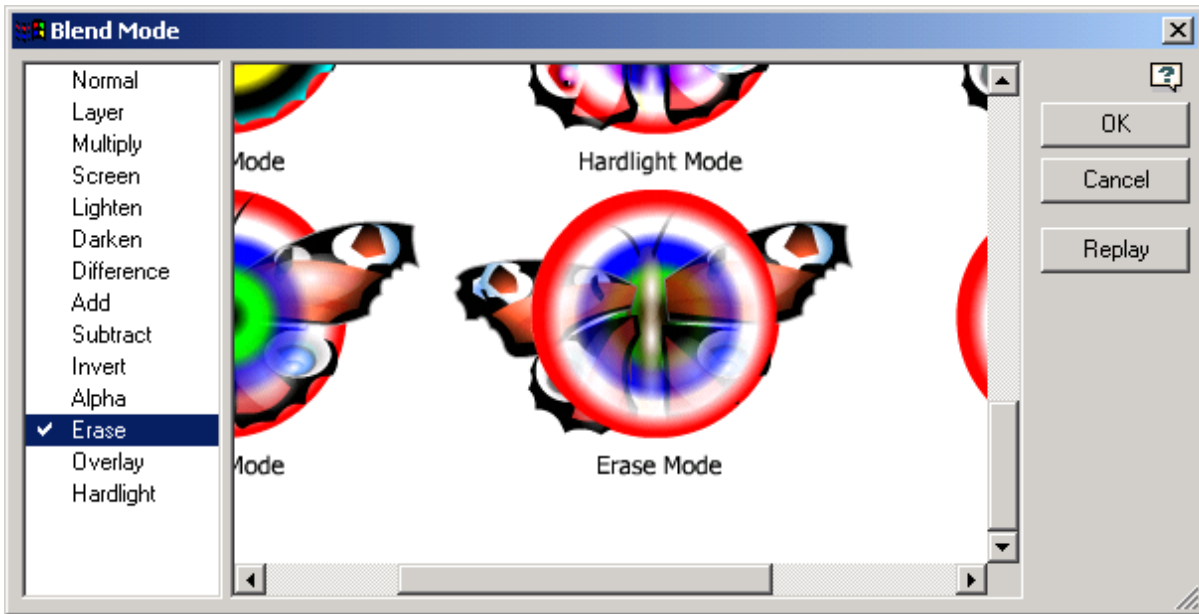 Blend Mode
Normal
Layer
Multiply
Screen
Lighten
Darken
Difference
Add
Subtract
Invert
Alpha
Erase
Overlay
Hardlight
Mode
Hardlight Mode
Mode
Erase Mode
?
OK
Cancel
Replay